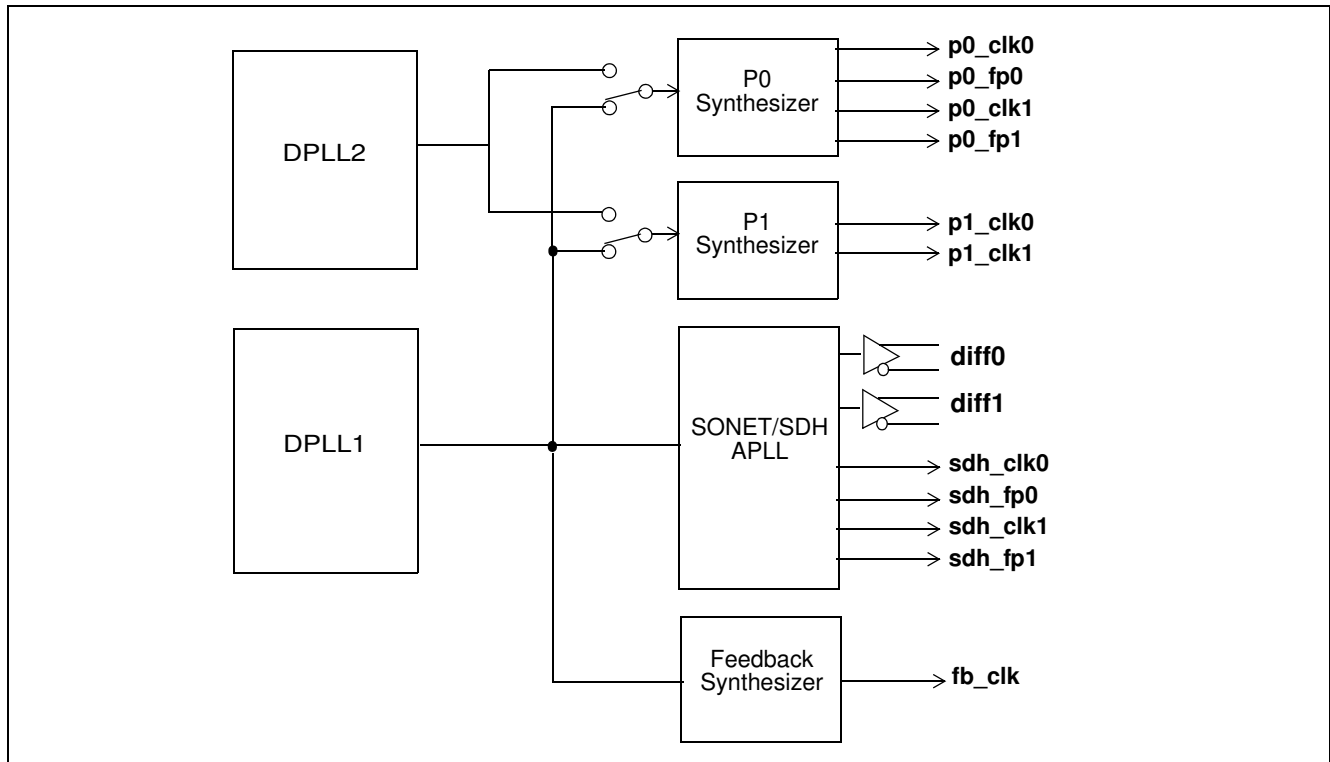 DPLL2
P0
Synthesizer
p0_clk0
p0_fp0
p0_clk1
p0_fp1
P1
Synthesizer
p1_clk0
p1_clk1
DPLL1
SONET/SDH
APLL
diff0
diff1
sdh_clk0
sdh_fp0
sdh_clk1
sdh_fp1
Feedback
Synthesizer
fb_clk